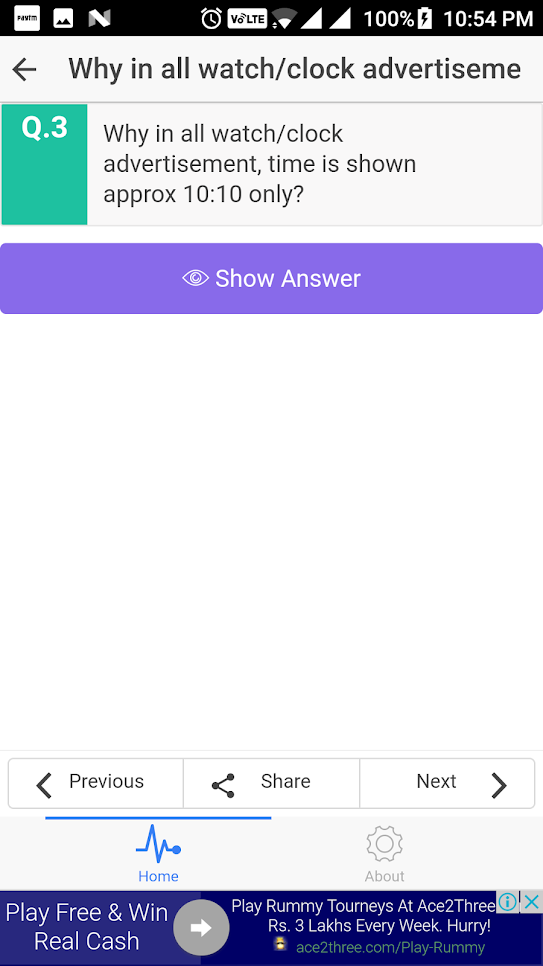 Paytm
VoLTE
100%
10:54 PM
Why in all watch/clock advertiseme
Q.3
Why in all watch/clock
advertisement, time is shown
approx 10:10 only?
Show Answer
Previous
Share
Next
Home
About
Play Free & Win
Real Cash
Play Rummy Tourneys At Ace2Three
Rs. 3 Lakhs Every Week. Hurry!
ace2three.com/Play-Rummy